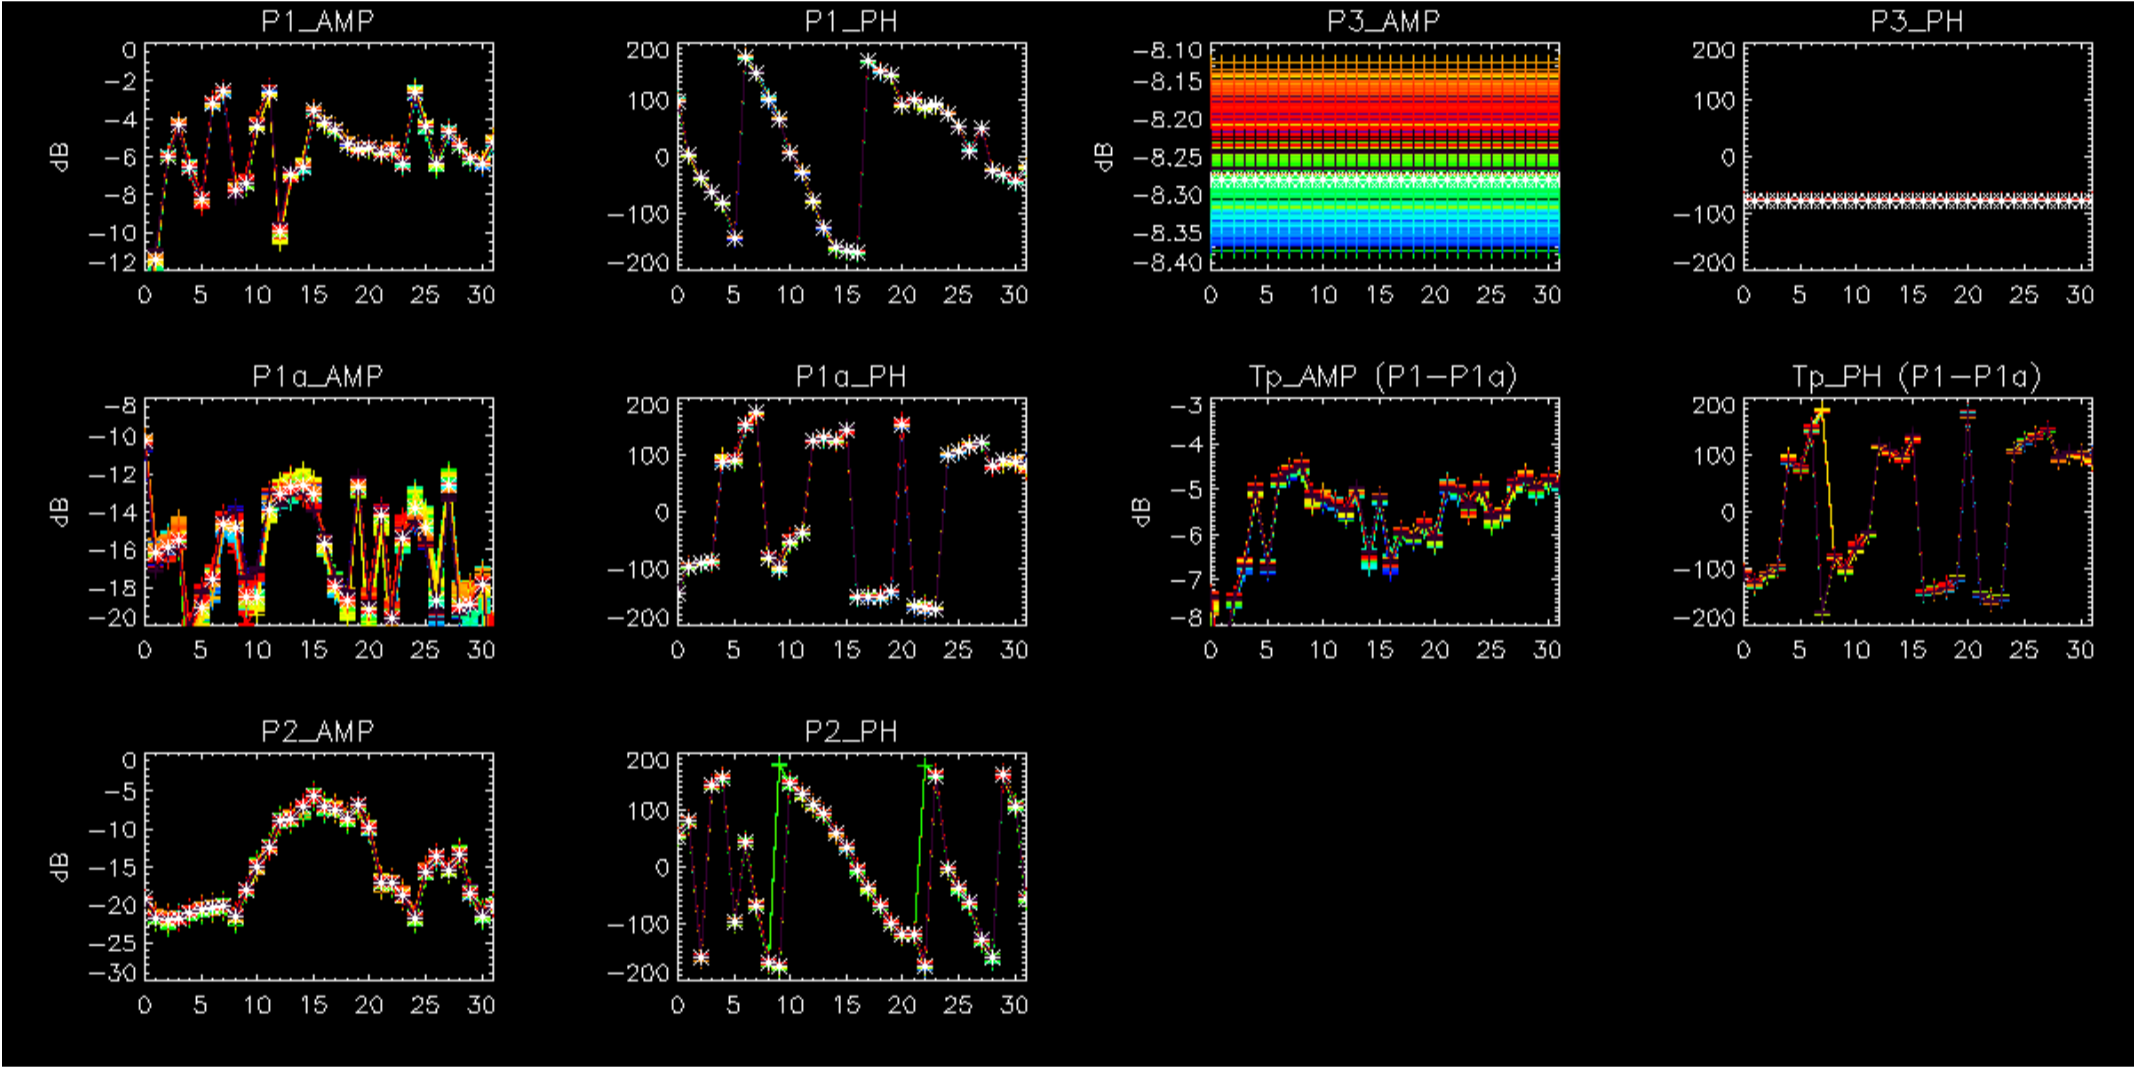 P1_AMP
P1_PH
P3_AMP
P3_PH
0
-2
-4
-6
-8
-10
-12
dB
0 5 10 15 20 25 30
200
100
0
-100
-200
0 5 10 15 20 25 30
-8.10
-8.15
-8.20
-8.25
-8.30
-8.35
-8.40
dB
0 5 10 15 20 25 30
200
100
0
-100
-200
0 5 10 15 20 25 30
P1a_AMP
P1a_PH
Tp_AMP (P1-P1a)
Tp_PH (P1-P1a)
-8
-10
-12
-14
-16
-18
-20
dB
0 5 10 15 20 25 30
200
100
0
-100
-200
0 5 10 15 20 25 30
-3
-4
-5
-6
-7
-8
dB
0 5 10 15 20 25 30
200
100
0
-100
-200
0 5 10 15 20 25 30
P2_AMP
P2_PH
0
-5
-10
-15
-20
-25
-30
dB
0 5 10 15 20 25 30
200
100
0
-100
-200
0 5 10 15 20 25 30